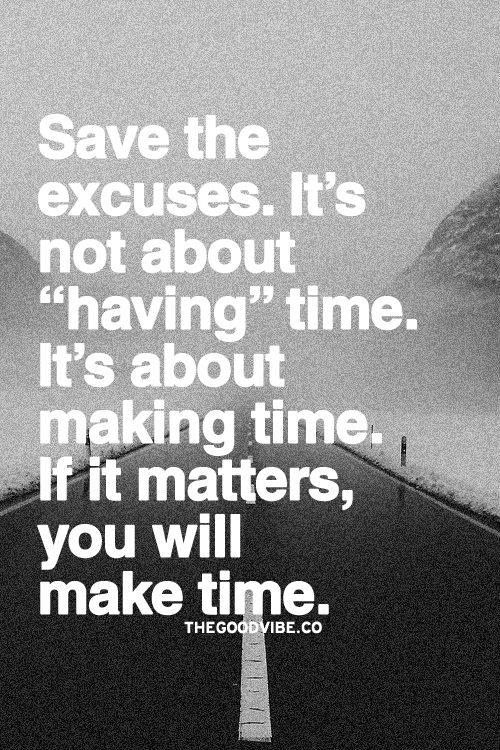 Save the
excuses. It’s
not about
“having” time.
It’s about
making time.
If it matters,
you will
make time.
THEGOODVIBE.CO